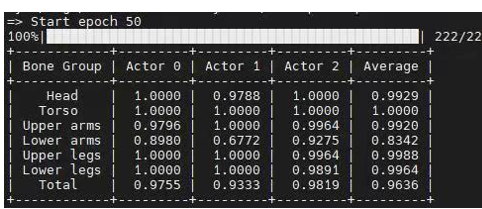 => Start epoch 50
100%| | 222/22
| Bone Group | Actor 0 | Actor 1 | Actor 2 | Average |
| Head | 1.0000 | 0.9788 | 1.0000 | 0.9929 |
| Torso | 1.0000 | 1.0000 | 1.0000 | 1.0000 |
| Upper arms | 0.9796 | 1.0000 | 0.9964 | 0.9920 |
| Lower arms | 0.8980 | 0.6772 | 0.9275 | 0.8342 |
| Upper legs | 1.0000 | 1.0000 | 0.9964 | 0.9988 |
| Lower legs | 1.0000 | 1.0000 | 0.9891 | 0.9964 |
| Total | 0.9755 | 0.9333 | 0.9819 | 0.9636 |